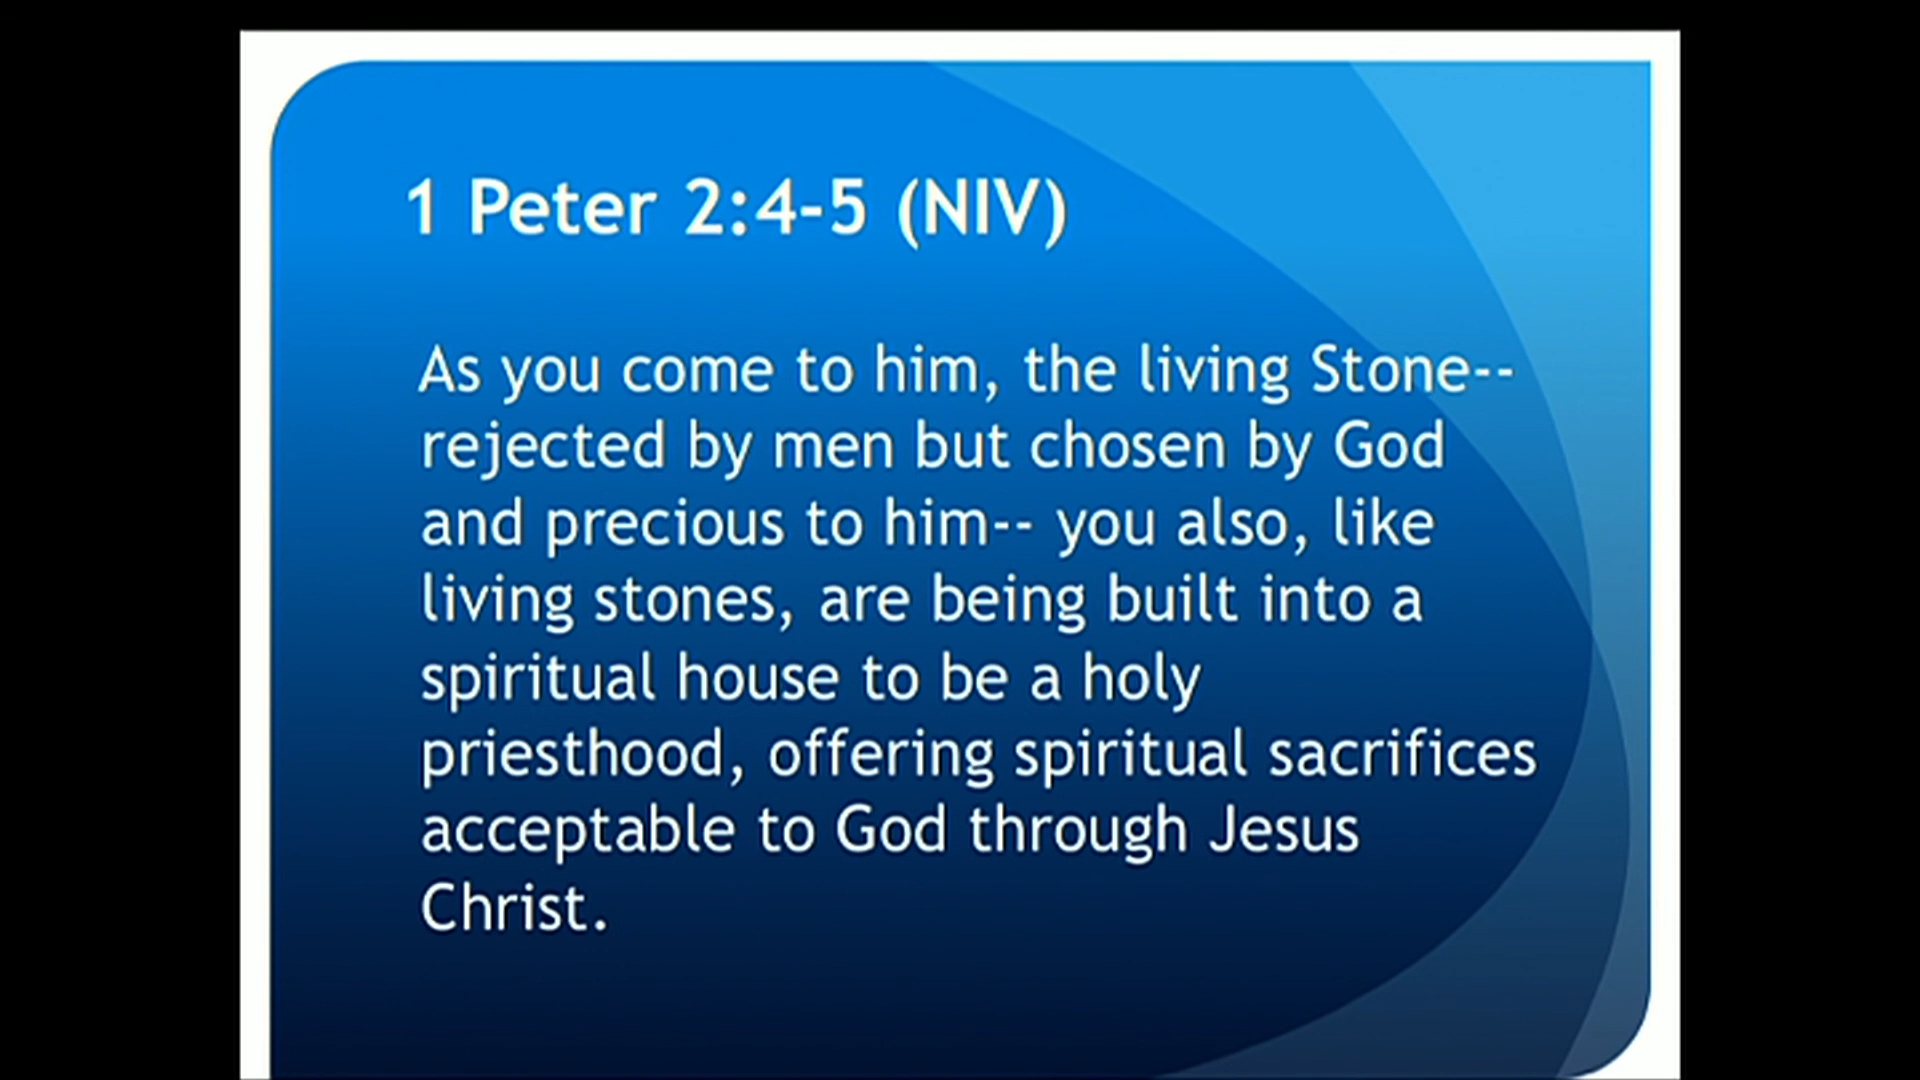 1 Peter 2:4-5 (NIV)
As you come to him, the living Stone--
rejected by men but chosen by God
and precious to him-- you also, like
living stones, are being built into a
spiritual house to be a holy
priesthood, offering spiritual sacrifices
acceptable to God through Jesus
Christ.